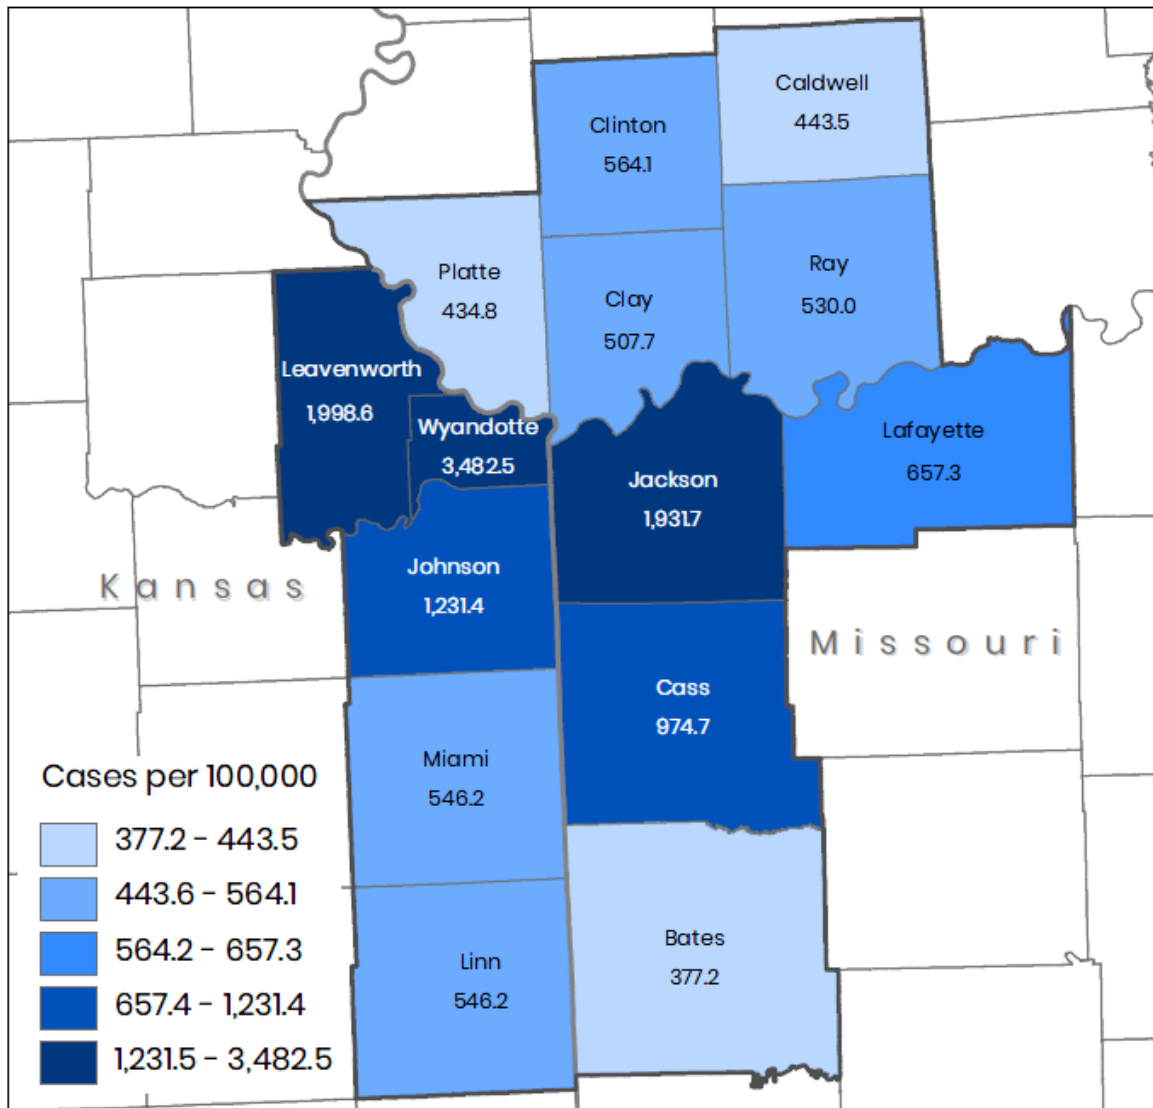 Caldwell
443.5
Clinton
564.1
Platte
434.8
Clay
507.7
Ray
530.0
Leavenworth
1,998.6
Wyandotte
3,482.5
Jackson
1,931.7
Lafayette
657.3
Johnson
1,231.4
Kansas
Missouri
Cass
974.7
Miami
546.2
Linn
546.2
Bates
377.2
Cases per 100,000
377.2 - 443.5
443.6 - 564.1
564.2 - 657.3
657.4 - 1,231.4
1,231.5 - 3,482.5